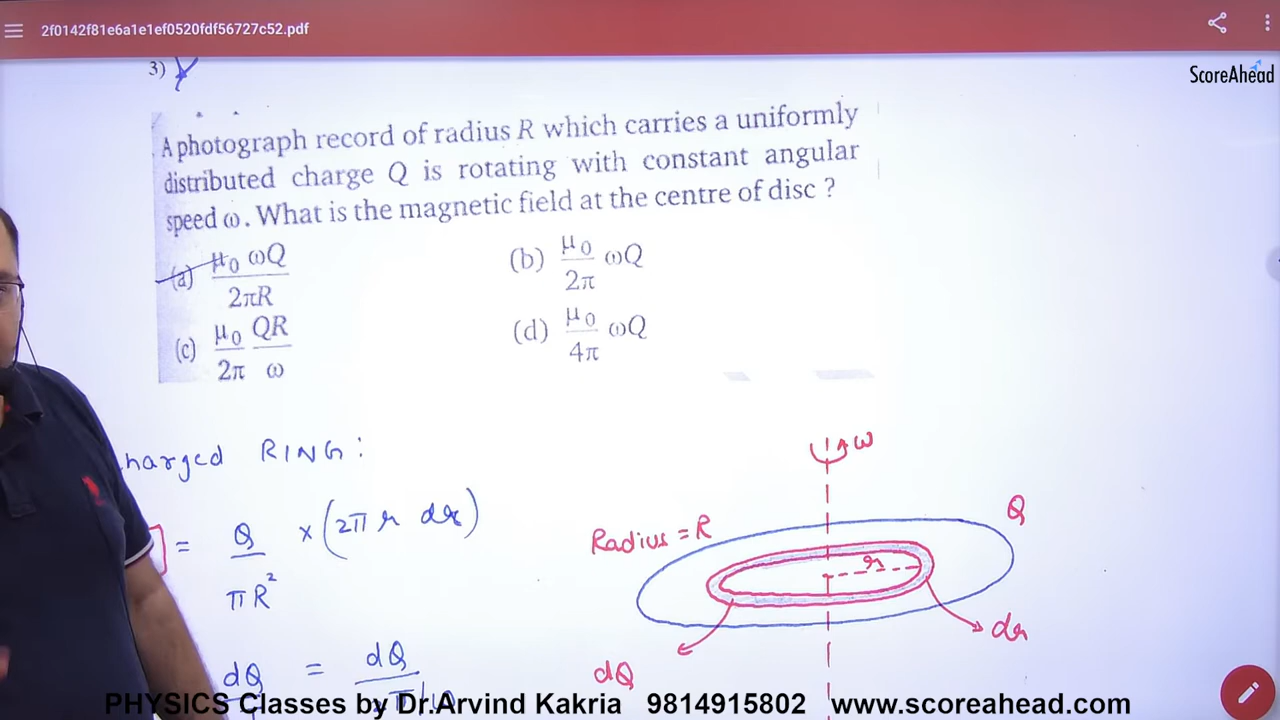 2f0142f81e6a1e1ef0520fdf56727c52.pdf
ScoreAhead
3)
A photograph record of radius R which carries a uniformly
distributed charge Q is rotating with constant angular
speed ω. What is the magnetic field at the centre of disc ?
(a) μ0 ωQ / 2πR
(b) μ0 / 2π ωQ
(c) μ0 / 2π QR / ω
(d) μ0 / 4π ωQ
harged RING:
= Q / πR² × (2π r dr)
dQ = dQ
ω
Radius = R
Q
r
dr
dQ
PHYSICS Classes by Dr.Arvind Kakria 9814915802 www.scoreahead.com